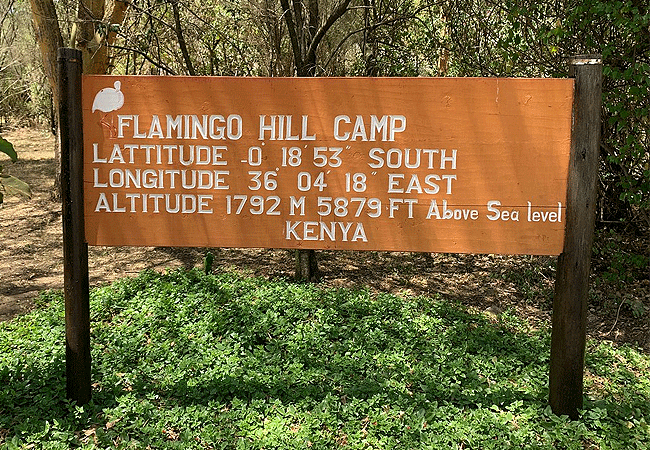 FLAMINGO HILL CAMP
LATTITUDE -0° 18' 53" SOUTH
LONGITUDE 36° 04' 18" EAST
ALTITUDE 1792 M 5879 FT Above Sea level
KENYA